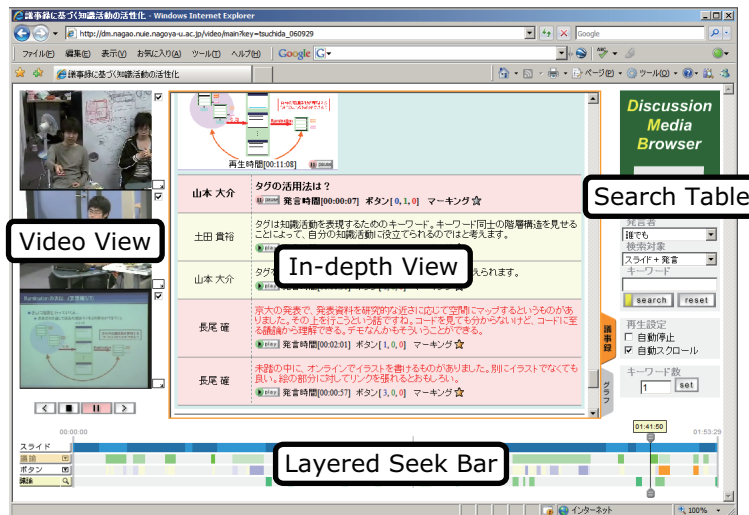 議事録に基づく知識活動の活性化 - Windows Internet Explorer
http://dm.nagao.nuie.nagoya-u.ac.jp/video/main?key=tsuchida_060929
Google
ファイル(F) 編集(E) 表示(V) お気に入り(A) ツール(T) ヘルプ(H)
Google
議事録に基づく知識活動の活性化
ページ(P) ツール(O)
Video View
再生時間[00:11:08] pause
山本 大介
タグの活用法は？
pause 発言時間[00:00:07] ボタン[0,1,0] マーキング
土田 貴裕
タグは知識活動を表現するためのキーワード。キーワード同士の階層構造を見せる
ことによって、自分の知識活動に役立てられるのではと考えます。
play
山本 大介
タグ
えられます。
In-depth View
長尾 確
京大の発表で、発表資料を研究的な近さに応じて空間にマップするというものがあ
りました。その上を行こうという話ですね。コードを見ても分からないけど、コードに至
る議論から理解できる。デモなんかもそういうことができる。
play 発言時間[00:02:01] ボタン[1,0,0] マーキング
長尾 確
未踏の中に、オンラインでイラストを書けるものがありました。別にイラストでなくても
良い。絵の部分に対してリンクを張れるとおもしろい。
play 発言時間[00:00:57] ボタン[3,0,0] マーキング
議事録
グラフ
Discussion
Media
Browser
Search Table
発言者
誰でも
検索対象
スライド + 発言
キーワード
search reset
再生設定
自動停止
自動スクロール
キーワード数
1 set
00:00:00
01:41:50
01:53:29
スライド
議論
ボタン
議論
Layered Seek Bar
インターネット
100%